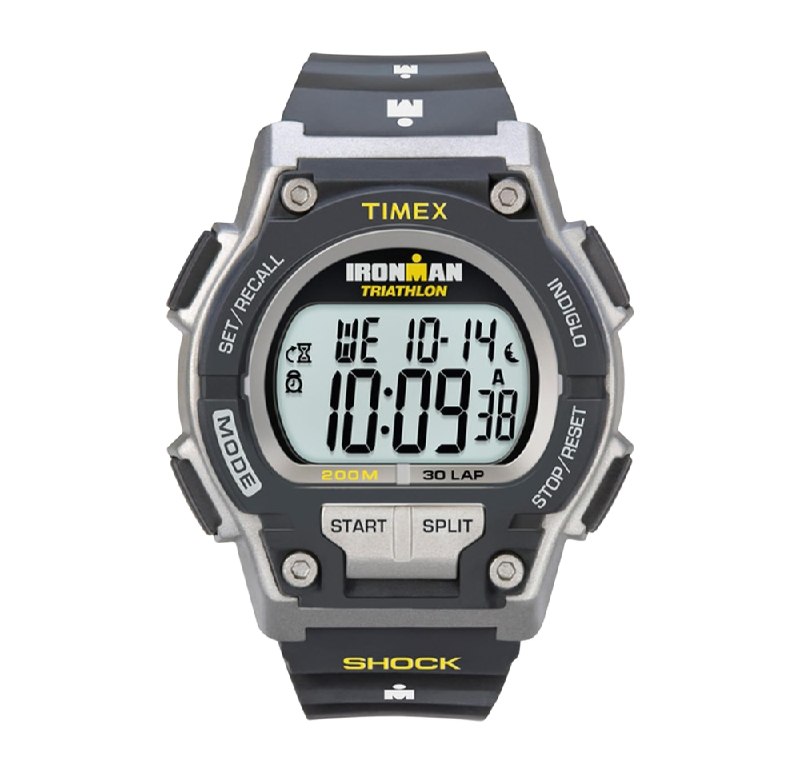 TIMEX
IRONMAN
TRIATHLON
SET/RECALL
INDIGLO
WE 10-14
A
10:09 38
MODE
STOP/RESET
200M 30 LAP
START SPLIT
SHOCK